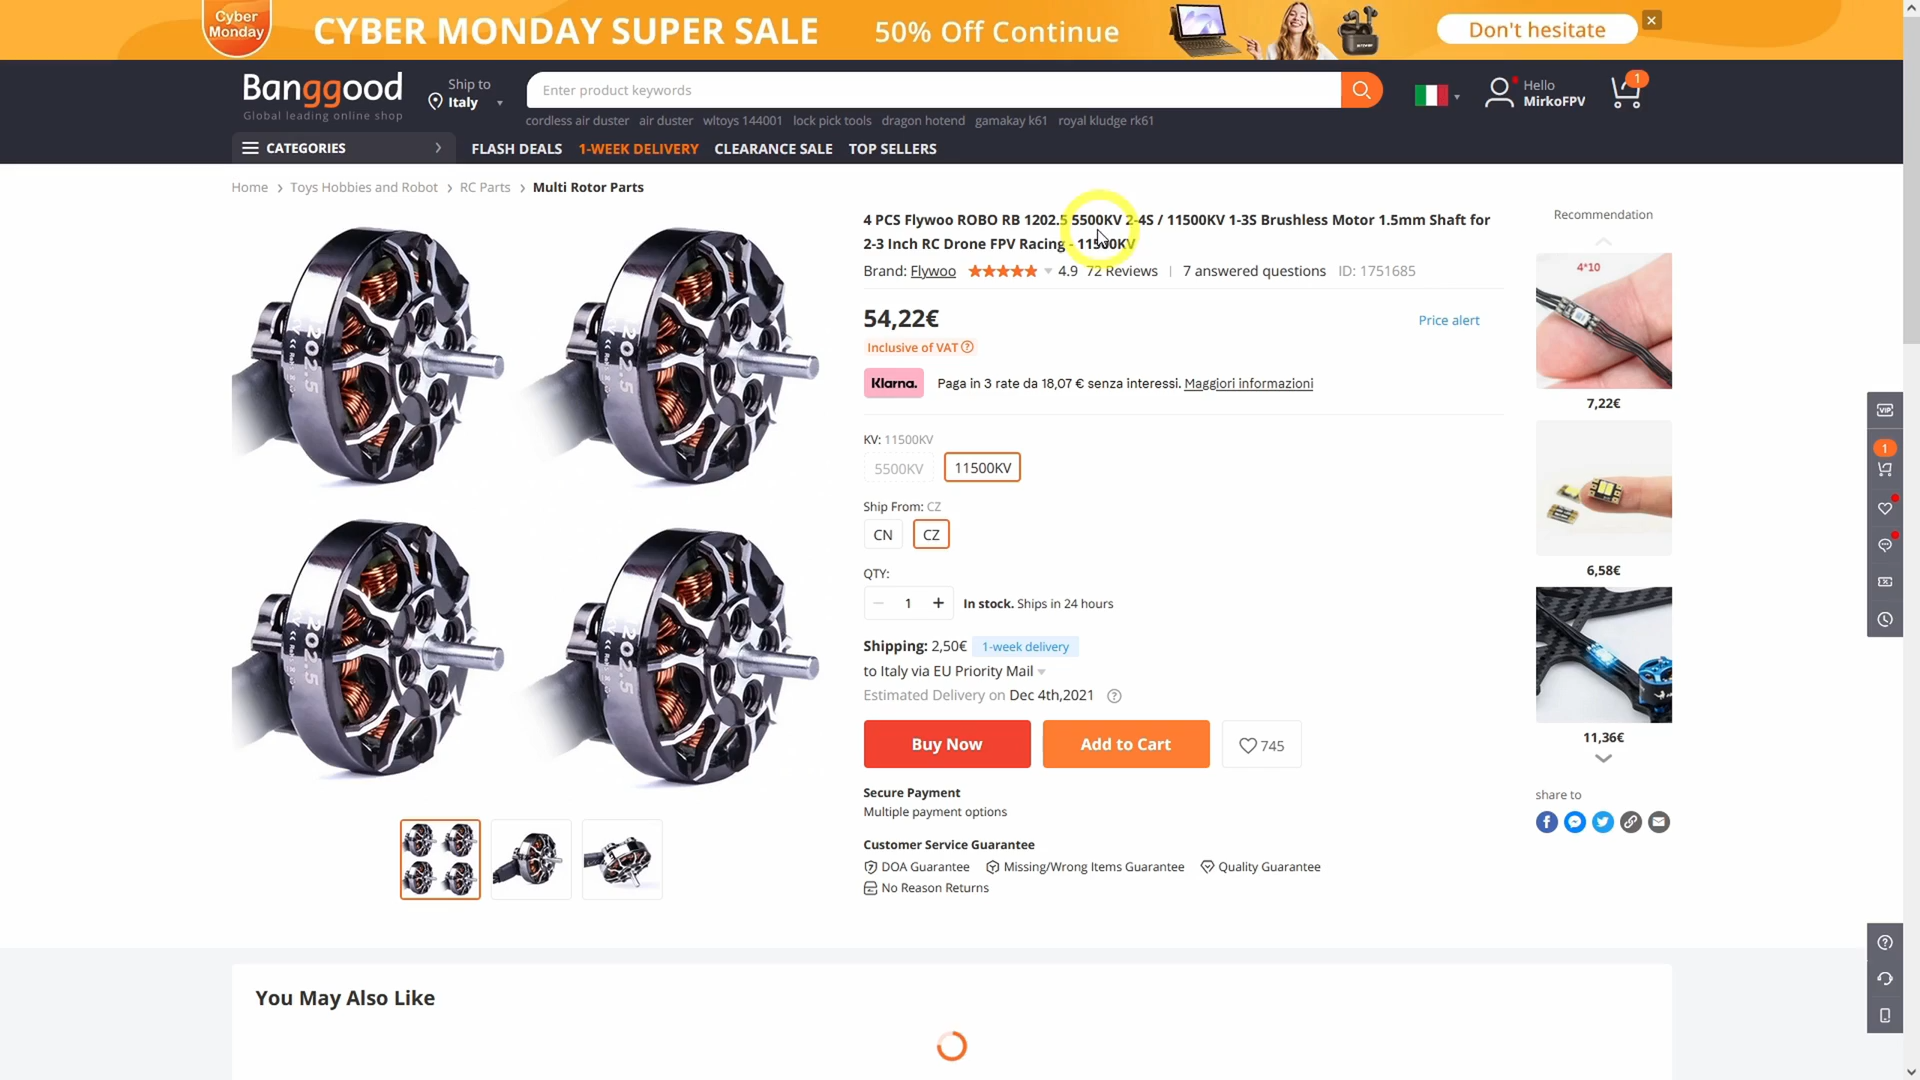 Cyber
Monday
CYBER MONDAY SUPER SALE
50% Off Continue
Don't hesitate
Banggood
Global leading online shop
Ship to
Italy
Enter product keywords
cordless air duster air duster wltoys 144001 lock pick tools dragon hotend gamakay k61 royal kludge rk61
Hello
MirkoFPV
1
CATEGORIES
FLASH DEALS 1-WEEK DELIVERY CLEARANCE SALE TOP SELLERS
Home > Toys Hobbies and Robot > RC Parts > Multi Rotor Parts
4 PCS Flywoo ROBO RB 1202.5 5500KV 2-4S / 11500KV 1-3S Brushless Motor 1.5mm Shaft for
2-3 Inch RC Drone FPV Racing - 11500KV
Brand: Flywoo 4.9 72 Reviews | 7 answered questions ID: 1751685
54,22€
Price alert
Inclusive of VAT
Klarna. Paga in 3 rate da 18,07 € senza interessi. Maggiori informazioni
KV: 11500KV
5500KV 11500KV
Ship From: CZ
CN CZ
QTY:
− 1 + In stock. Ships in 24 hours
Shipping: 2,50€ 1-week delivery
to Italy via EU Priority Mail
Estimated Delivery on Dec 4th,2021
Buy Now Add to Cart 745
Secure Payment
Multiple payment options
Customer Service Guarantee
DOA Guarantee Missing/Wrong Items Guarantee Quality Guarantee
No Reason Returns
Recommendation
4*10
7,22€
6,58€
11,36€
share to
VIP
1
You May Also Like